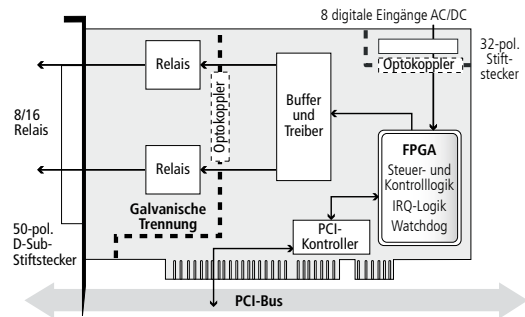 8 digitale Eingänge AC/DC
32-pol.
Stift-
stecker
Optokoppler
Relais
Optokoppler
Buffer
und
Treiber
8/16
Relais
FPGA
Steuer- und
Kontrolllogik
IRQ-Logik
Watchdog
Relais
Galvanische
Trennung
PCI-
Kontroller
50-pol.
D-Sub-
Stiftstecker
PCI-Bus